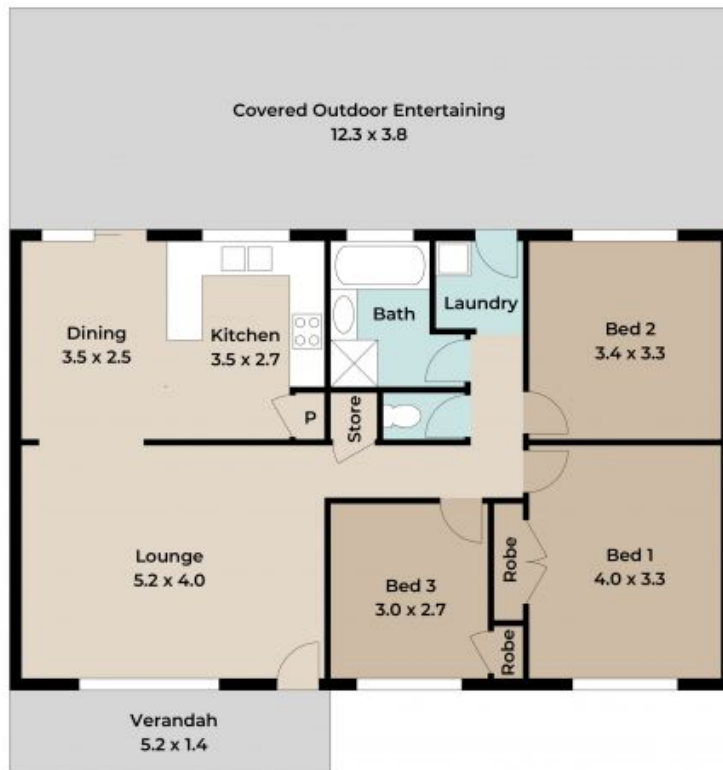 Covered Outdoor Entertaining
12.3 x 3.8
Dining
3.5 x 2.5
Kitchen
3.5 x 2.7
Bath
Laundry
Bed 2
3.4 x 3.3
P
Store
Lounge
5.2 x 4.0
Bed 3
3.0 x 2.7
Robe
Robe
Bed 1
4.0 x 3.3
Verandah
5.2 x 1.4